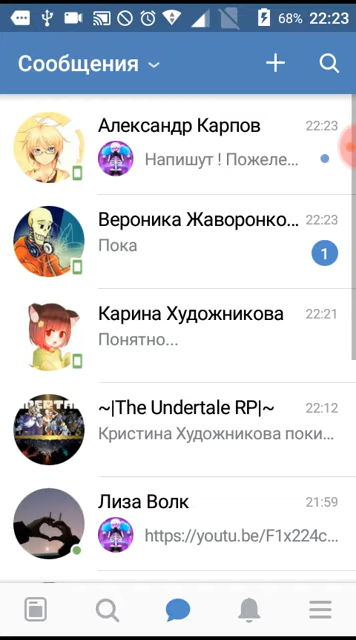 68% 22:23
Сообщения
Александр Карпов 22:23
Напишут ! Пожеле...
Вероника Жаворонко... 22:23
Пока
1
Карина Художникова 22:21
Понятно...
~|The Undertale RP|~ 22:12
Кристина Художникова поки...
Лиза Волк 21:59
https://youtu.be/F1x224c...